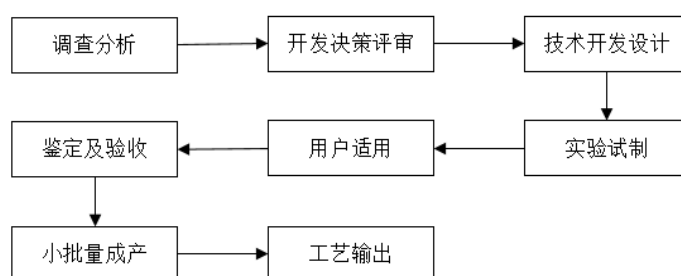 调查分析
开发决策评审
技术开发设计
实验试制
用户适用
鉴定及验收
小批量成产
工艺输出